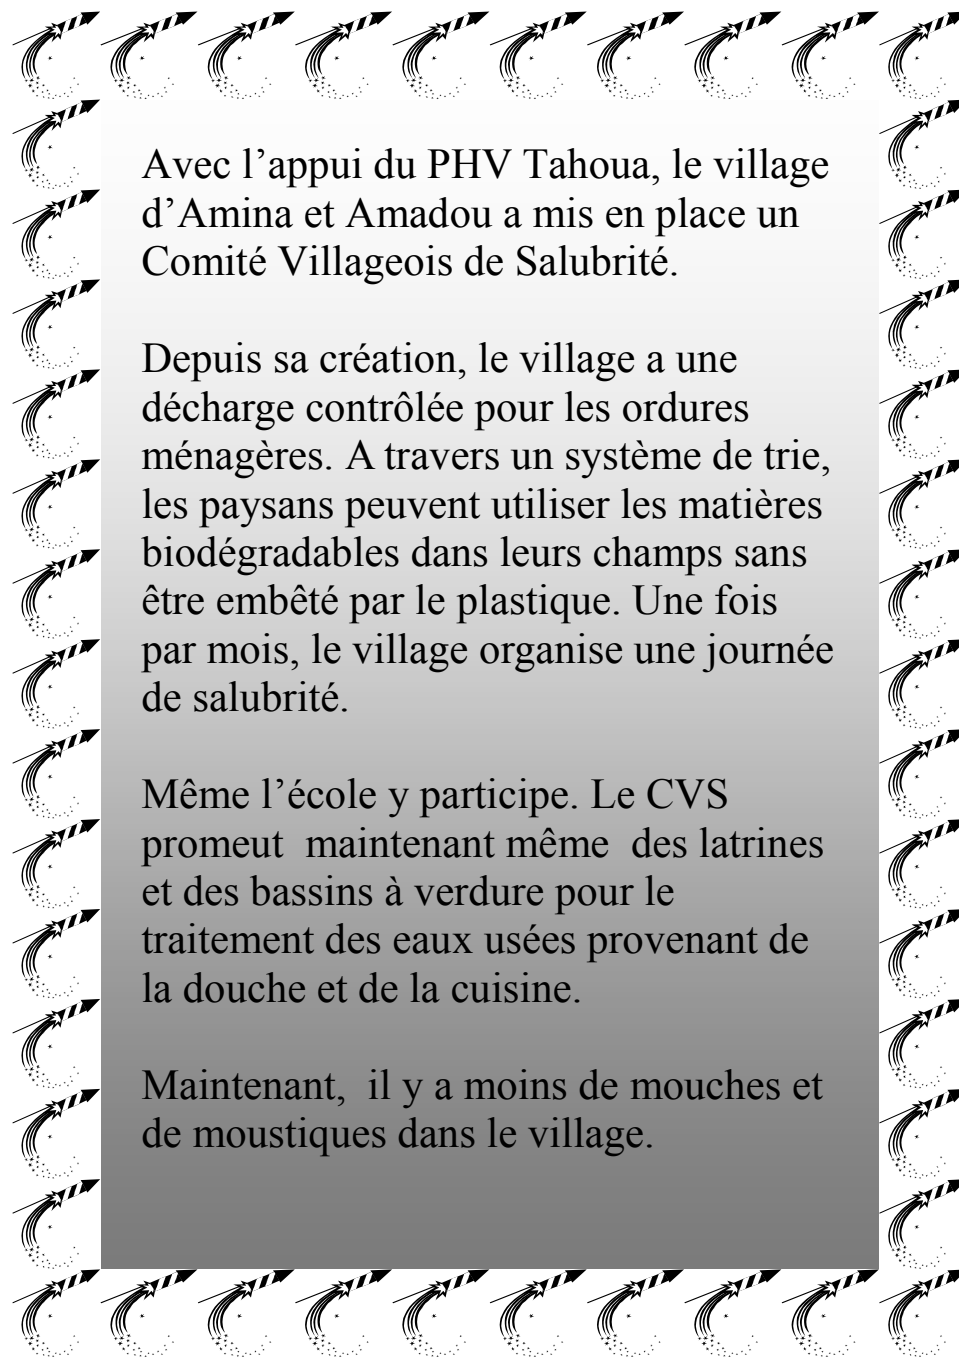 Avec l’appui du PHV Tahoua, le village
d’Amina et Amadou a mis en place un
Comité Villageois de Salubrité.
Depuis sa création, le village a une
décharge contrôlée pour les ordures
ménagères. A travers un système de trie,
les paysans peuvent utiliser les matières
biodégradables dans leurs champs sans
être embêté par le plastique. Une fois
par mois, le village organise une journée
de salubrité.
Même l’école y participe. Le CVS
promeut  maintenant même  des latrines
et des bassins à verdure pour le
traitement des eaux usées provenant de
la douche et de la cuisine.
Maintenant,  il y a moins de mouches et
de moustiques dans le village.